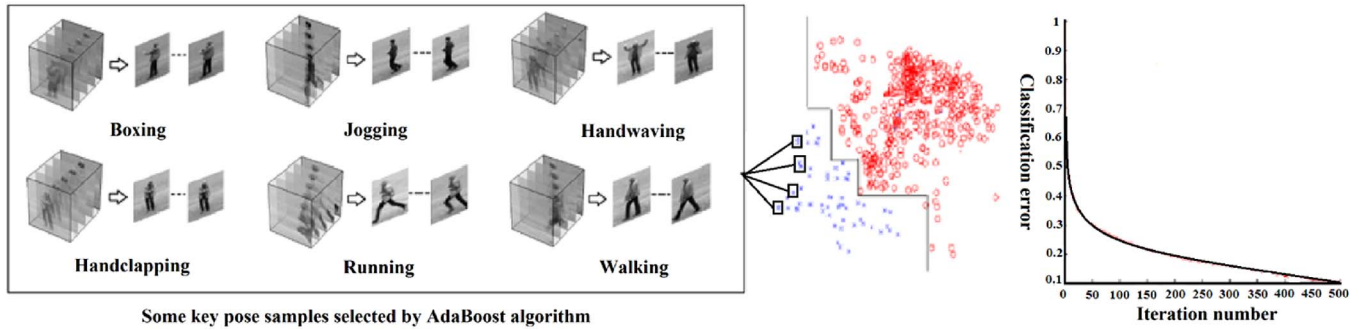 Boxing
Jogging
Handwaving
Handclapping
Running
Walking
Some key pose samples selected by AdaBoost algorithm
Classification error
1
0.9
0.8
0.7
0.6
0.5
0.4
0.3
0.2
0.1
0 50 100 150 200 250 300 350 400 450 500
Iteration number